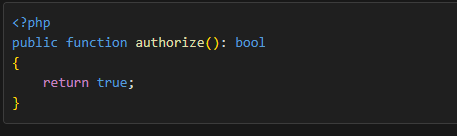 <?php
public function authorize(): bool
{
    return true;
}